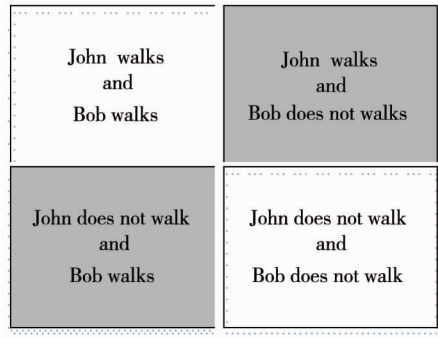 John walks
and
Bob walks
John walks
and
Bob does not walks
John does not walk
and
Bob walks
John does not walk
and
Bob does not walk